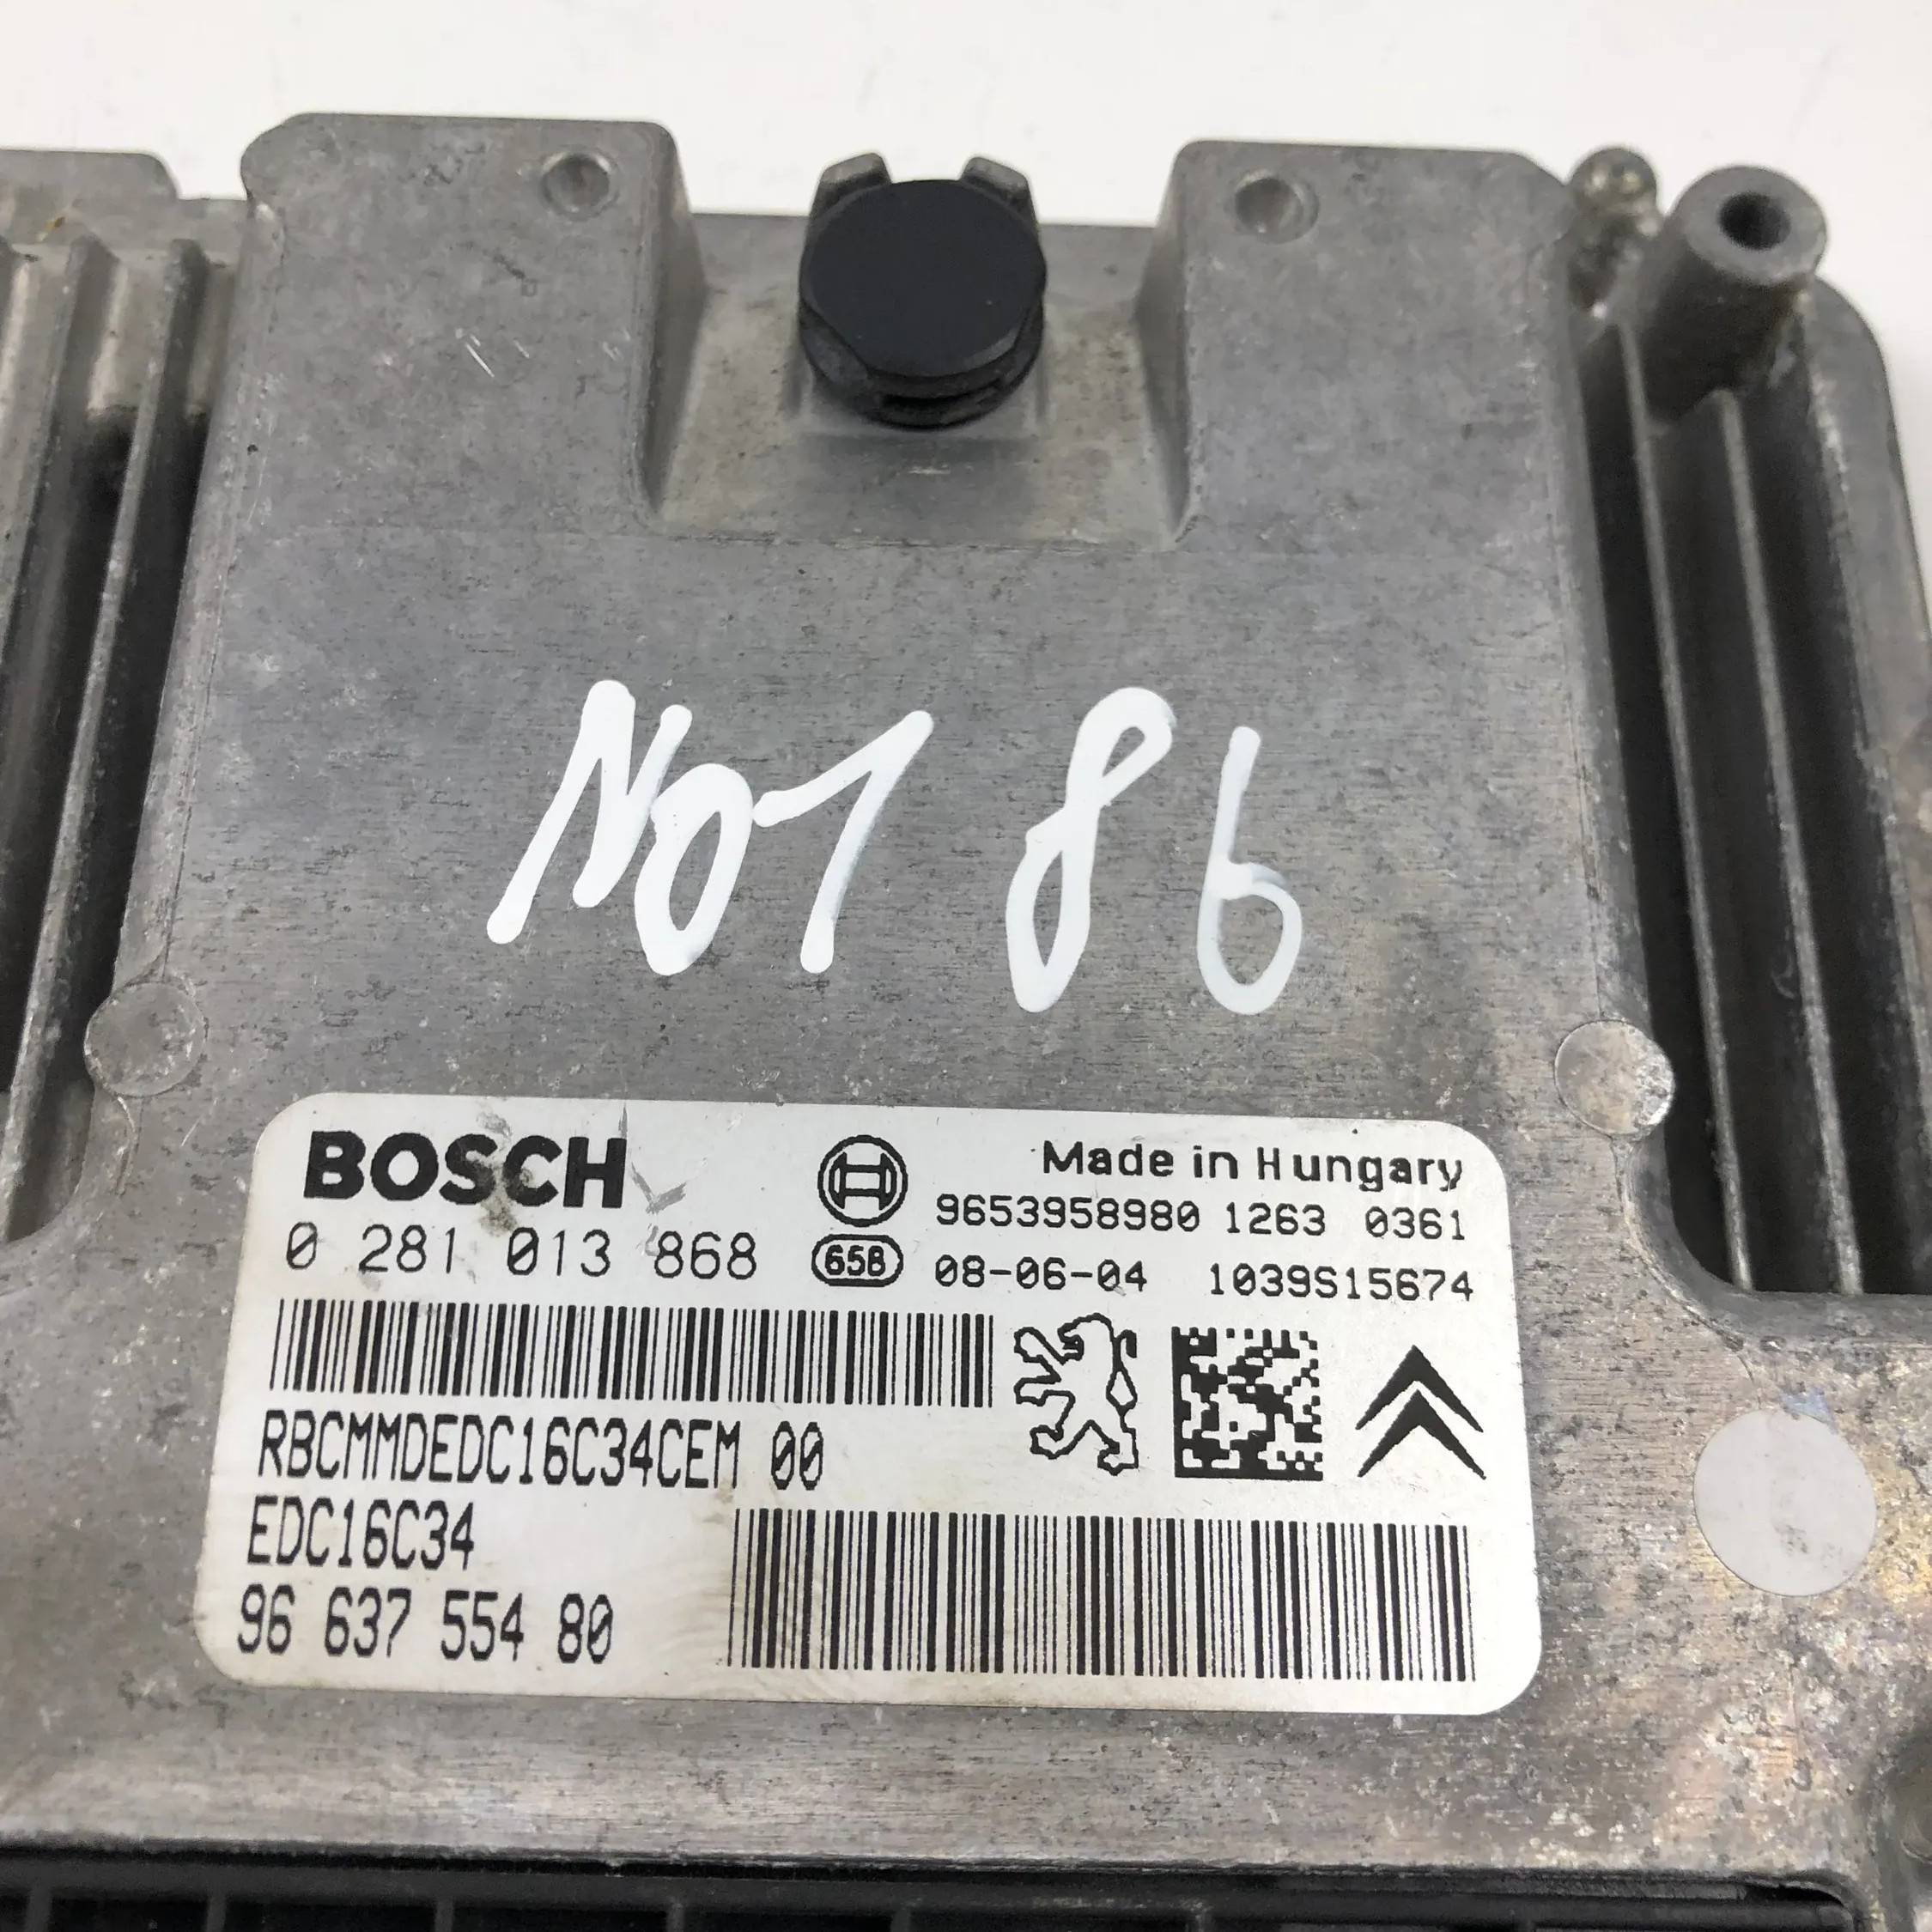 N01 86
BOSCH
Made in Hungary
9653958980 1263 0361
0 281 013 868
658
08-06-04 1039S15674
RBCMMDEDC16C34CEM 00
EDC16C34
96 637 554 80